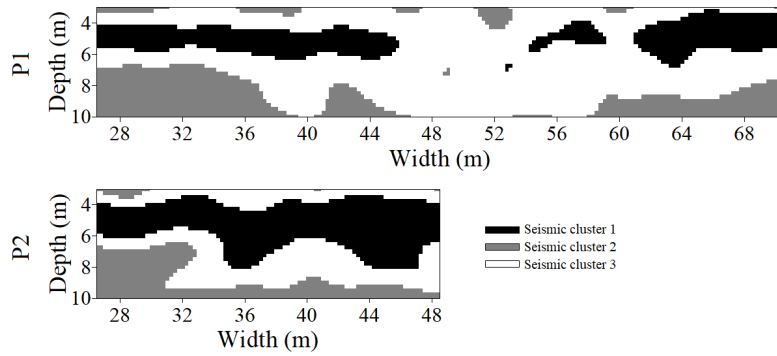 P1
Depth (m)
4
6
8
10
28 32 36 40 44 48 52 56 60 64 68
Width (m)
P2
Depth (m)
4
6
8
10
28 32 36 40 44 48
Width (m)
Seismic cluster 1
Seismic cluster 2
Seismic cluster 3